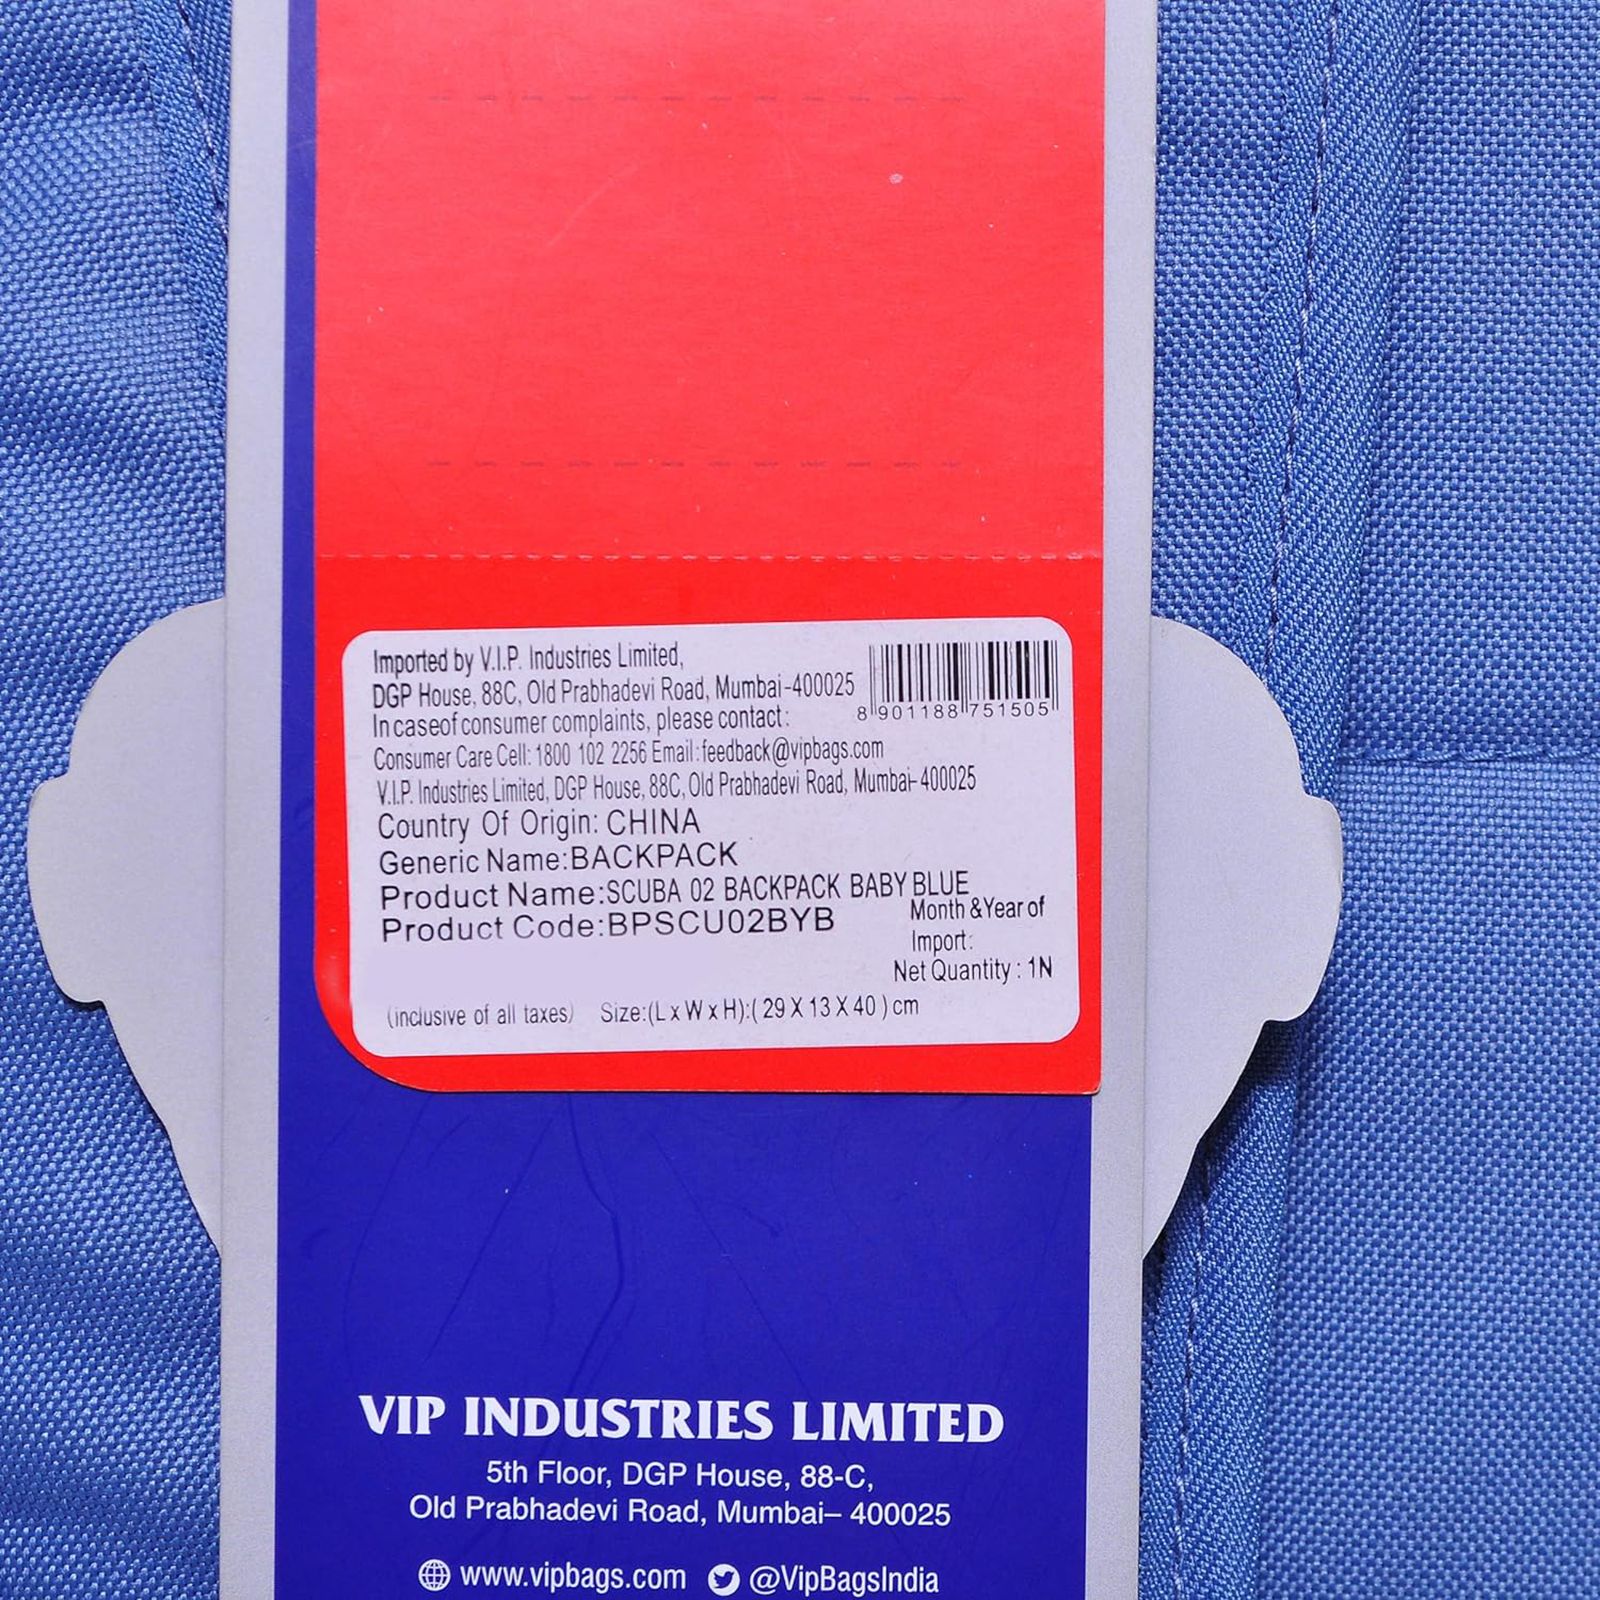 Imported by V.I.P. Industries Limited,
DGP House, 88C, Old Prabhadevi Road, Mumbai-400025
In caseof consumer complaints, please contact:
8 901188 751505
Consumer Care Cell: 1800 102 2256 Email:feedback@vipbags.com
V.I.P. Industries Limited, DGP House, 88C, Old Prabhadevi Road, Mumbai-400025
Country Of Origin: CHINA
Generic Name:BACKPACK
Product Name:SCUBA 02 BACKPACK BABY BLUE
Product Code:BPSCU02BYB
Month &Year of
Import:
Net Quantity : 1N
(inclusive of all taxes) Size:(L x W x H):( 29 X 13 X 40 ) cm
VIP INDUSTRIES LIMITED
5th Floor, DGP House, 88-C,
Old Prabhadevi Road, Mumbai– 400025
www.vipbags.com @VipBagsIndia